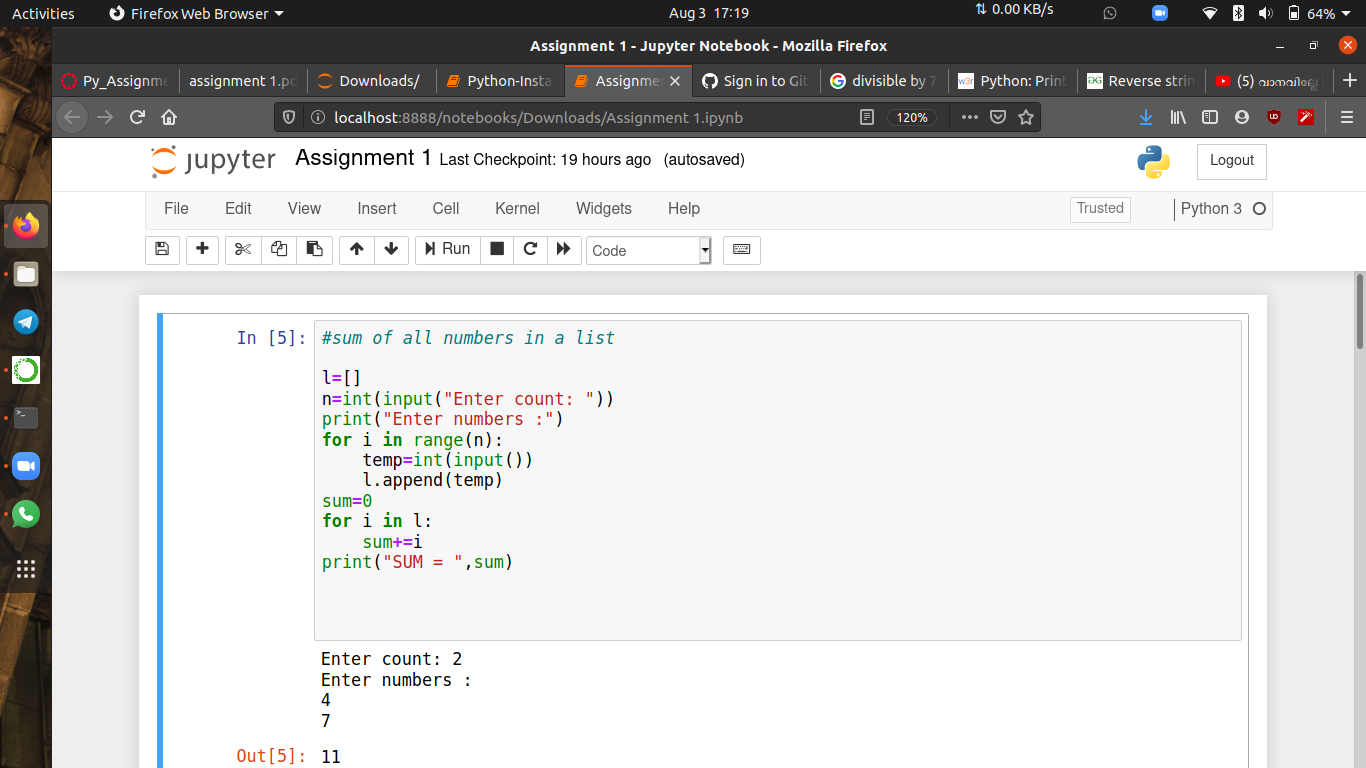 Activities Firefox Web Browser Aug 3 17:19 0.00 KB/s 64%
Assignment 1 - Jupyter Notebook - Mozilla Firefox
Py_Assignme assignment 1.pd Downloads/ Python-Insta Assignme Sign in to Git divisible by 7 w3r Python: Print Reverse strin (5)
localhost:8888/notebooks/Downloads/Assignment 1.ipynb 120%
jupyter Assignment 1 Last Checkpoint: 19 hours ago (autosaved) Logout
File Edit View Insert Cell Kernel Widgets Help Trusted Python 3
Run Code
In [5]: #sum of all numbers in a list
l=[]
n=int(input("Enter count: "))
print("Enter numbers :")
for i in range(n):
    temp=int(input())
    l.append(temp)
sum=0
for i in l:
    sum+=i
print("SUM = ",sum)
Enter count: 2
Enter numbers :
4
7
Out[5]: 11